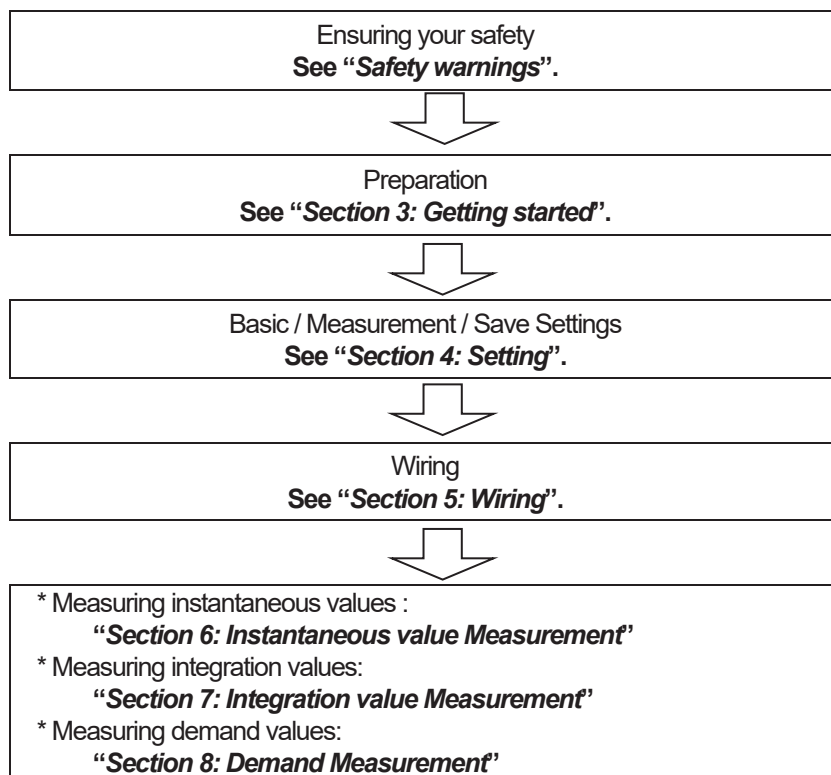 Ensuring your safety
See “Safety warnings”.
Preparation
See “Section 3: Getting started”.
Basic / Measurement / Save Settings
See “Section 4: Setting”.
Wiring
See “Section 5: Wiring”.
* Measuring instantaneous values :
“Section 6: Instantaneous value Measurement”
* Measuring integration values:
“Section 7: Integration value Measurement”
* Measuring demand values:
“Section 8: Demand Measurement”